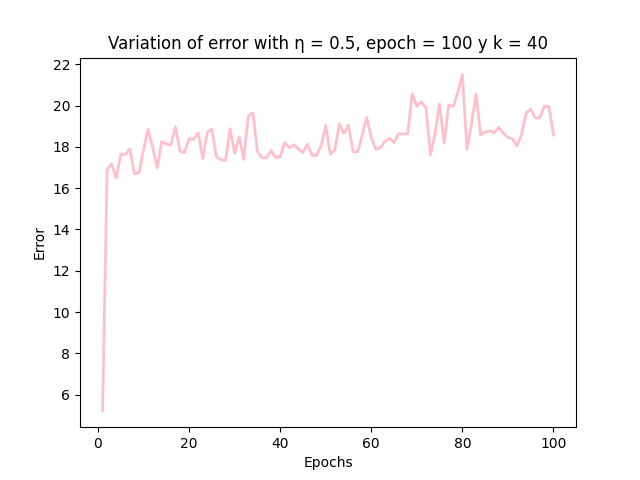 Variation of error with η = 0.5, epoch = 100 y k = 40
22
20
18
16
14
12
10
8
6
Error
0 20 40 60 80 100
Epochs